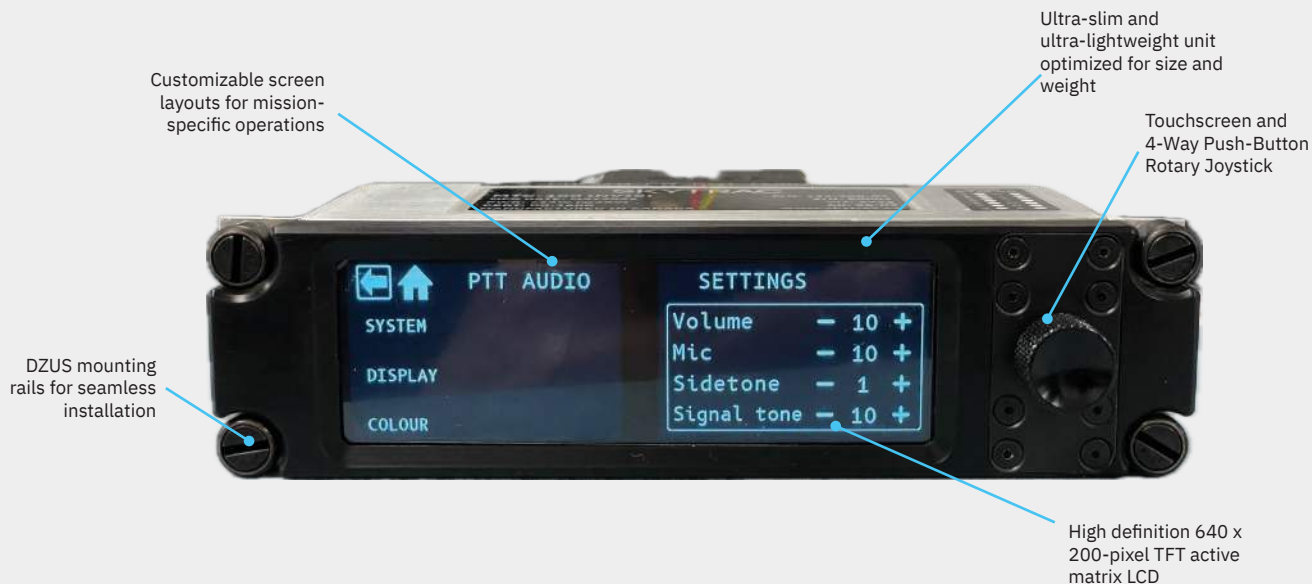 Ultra-slim and
ultra-lightweight unit
optimized for size and
weight
Customizable screen
layouts for mission-
specific operations
Touchscreen and
4-Way Push-Button
Rotary Joystick
PTT AUDIO
SETTINGS
SYSTEM
Volume − 10 +
Mic − 10 +
DISPLAY
Sidetone − 1 +
COLOUR
Signal tone − 10 +
DZUS mounting
rails for seamless
installation
High definition 640 x
200-pixel TFT active
matrix LCD